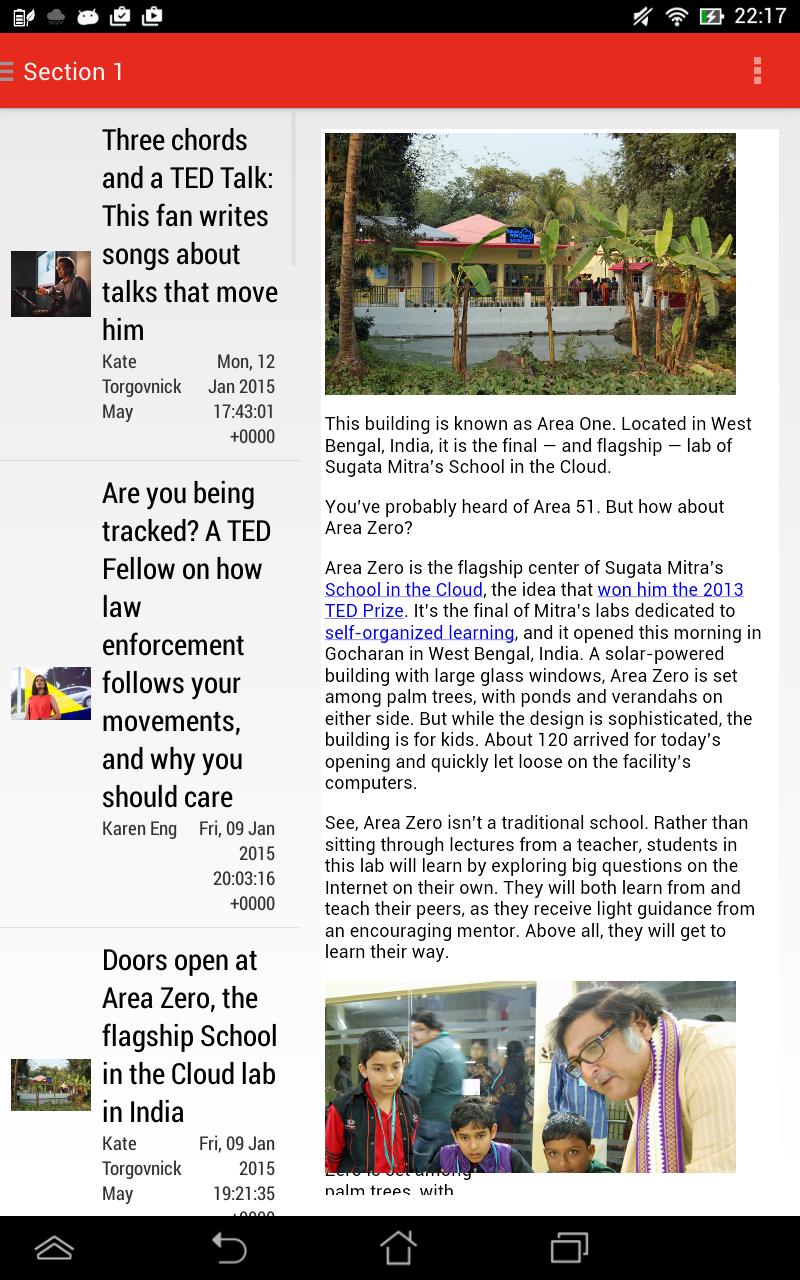 22:17
Section 1
Three chords
and a TED Talk:
This fan writes
songs about
talks that move
him
Kate
Torgovnick
May
Mon, 12
Jan 2015
17:43:01
+0000
Are you being
tracked? A TED
Fellow on how
law
enforcement
follows your
movements,
and why you
should care
Karen Eng
Fri, 09 Jan
2015
20:03:16
+0000
Doors open at
Area Zero, the
flagship School
in the Cloud lab
in India
Kate
Torgovnick
May
Fri, 09 Jan
2015
19:21:35
+0000
This building is known as Area One. Located in West
Bengal, India, it is the final — and flagship — lab of
Sugata Mitra's School in the Cloud.
You've probably heard of Area 51. But how about
Area Zero?
Area Zero is the flagship center of Sugata Mitra's
School in the Cloud, the idea that won him the 2013
TED Prize. It's the final of Mitra's labs dedicated to
self-organized learning, and it opened this morning in
Gocharan in West Bengal, India. A solar-powered
building with large glass windows, Area Zero is set
among palm trees, with ponds and verandahs on
either side. But while the design is sophisticated, the
building is for kids. About 120 arrived for today's
opening and quickly let loose on the facility's
computers.
See, Area Zero isn't a traditional school. Rather than
sitting through lectures from a teacher, students in
this lab will learn by exploring big questions on the
Internet on their own. They will both learn from and
teach their peers, as they receive light guidance from
an encouraging mentor. Above all, they will get to
learn their way.
Zero is set among
palm trees, with